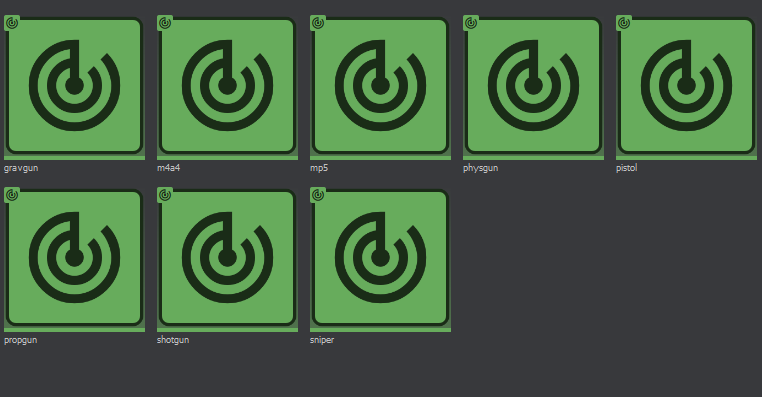 gravgun
m4a4
mp5
physgun
pistol
propgun
shotgun
sniper